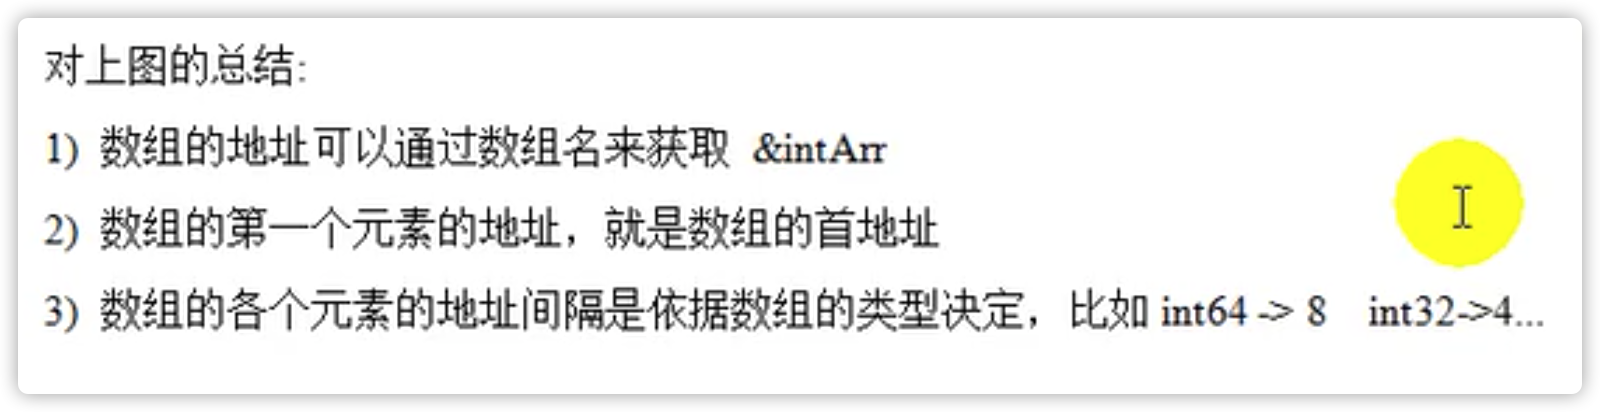 对上图的总结:
1) 数组的地址可以通过数组名来获取 &intArr
2) 数组的第一个元素的地址，就是数组的首地址
3) 数组的各个元素的地址间隔是依据数组的类型决定，比如 int64 -> 8 int32->4...